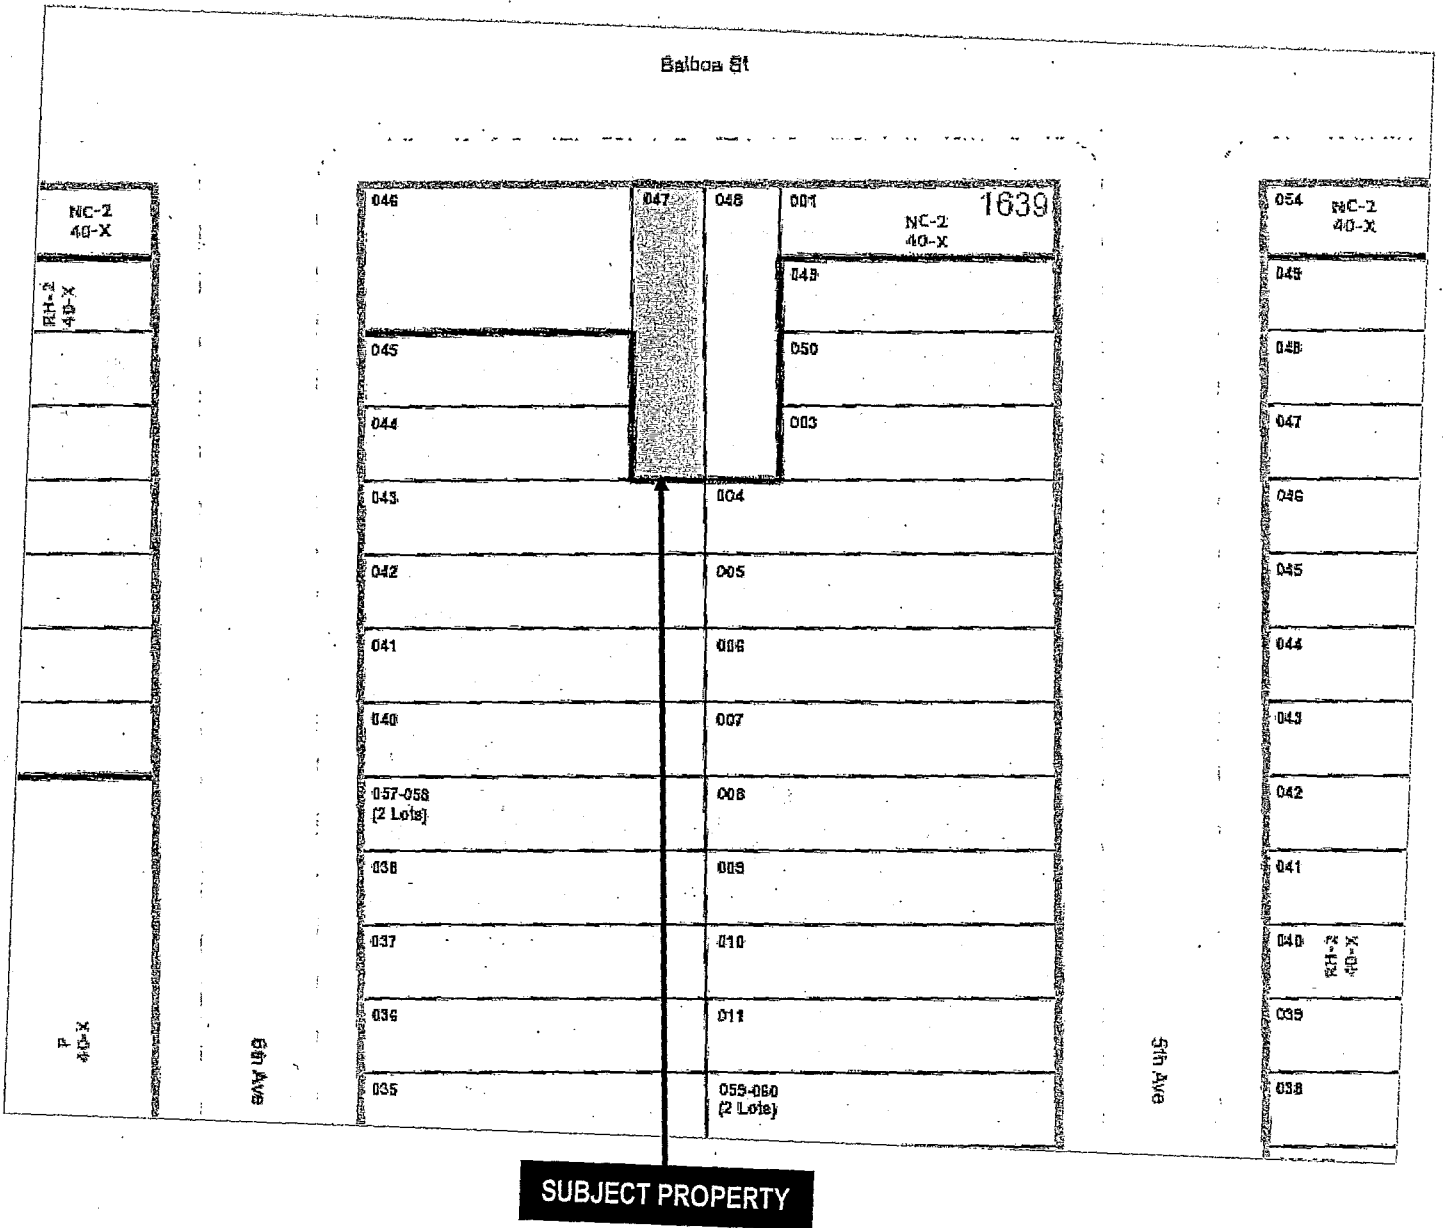 Balboa St
NC-2
40-X
RH-2
40-X
P
40-X
6th Ave
046
047
048
001
1639
NC-2
40-X
049
050
003
045
044
043
004
042
005
041
006
040
007
057-058
(2 Lots)
008
038
009
037
010
036
011
035
059-060
(2 Lots)
5th Ave
054
NC-2
40-X
049
048
047
046
045
044
043
042
041
040
RH-2
40-X
039
038
SUBJECT PROPERTY